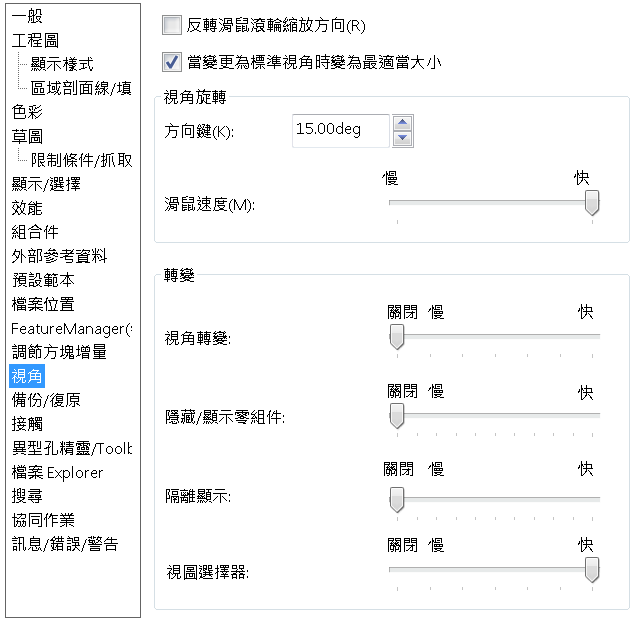 一般
工程圖
顯示樣式
區域剖面線/填
色彩
草圖
限制條件/抓取
顯示/選擇
效能
組合件
外部參考資料
預設範本
檔案位置
FeatureManager(
調節方塊增量
視角
備份/復原
接觸
異型孔精靈/Toolb
檔案 Explorer
搜尋
協同作業
訊息/錯誤/警告
反轉滑鼠滾輪縮放方向(R)
當變更為標準視角時變為最適當大小
視角旋轉
方向鍵(K): 15.00deg
慢 快
滑鼠速度(M):
轉變
關閉 慢 快
視角轉變:
關閉 慢 快
隱藏/顯示零組件:
關閉 慢 快
隔離顯示:
關閉 慢 快
視圖選擇器: